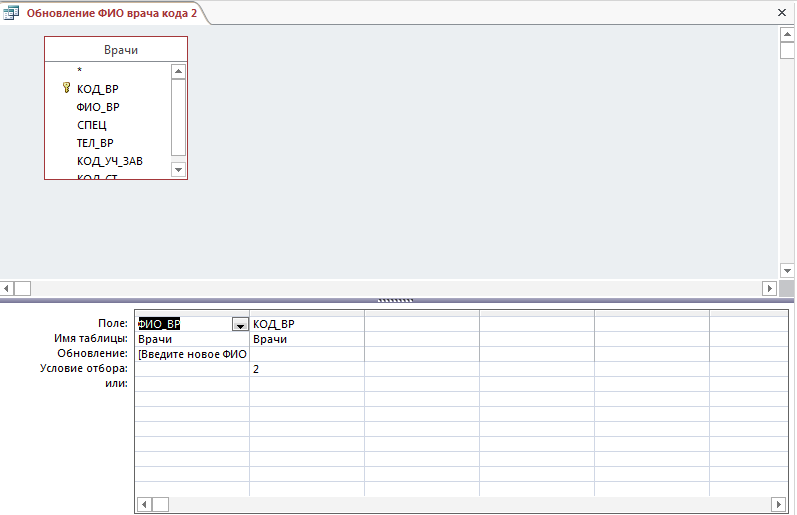 Обновление ФИО врача кода 2
Врачи
*
КОД_ВР
ФИО_ВР
СПЕЦ
ТЕЛ_ВР
КОД_УЧ_ЗАВ
КОД_СТ
Поле: ФИО_ВР КОД_ВР
Имя таблицы: Врачи Врачи
Обновление: [Введите новое ФИО
Условие отбора: 2
или: